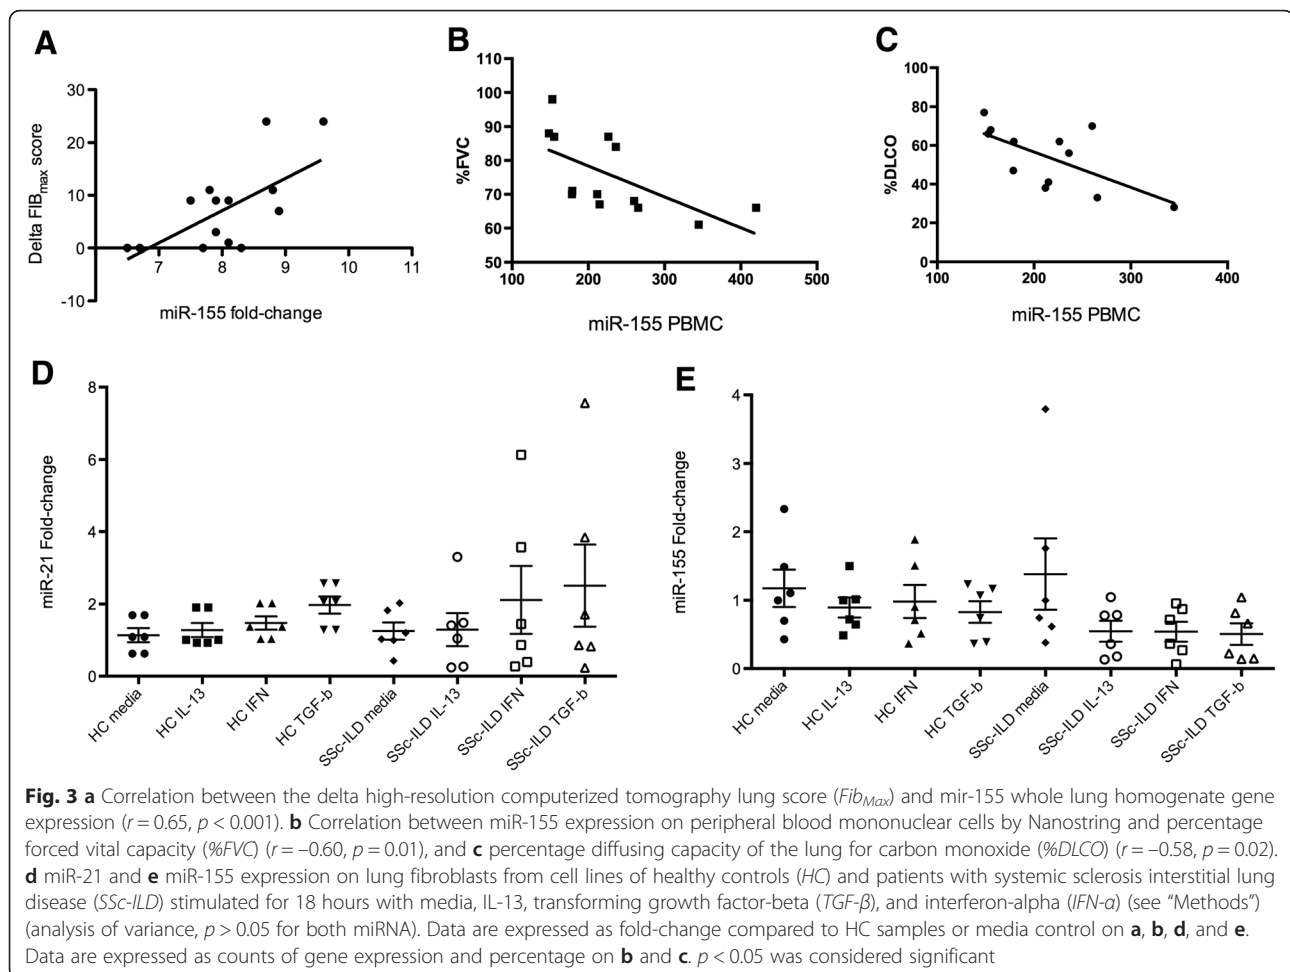 A
30
20
10
0
-10
Delta FIBmax score
7
8
9
10
11
miR-155 fold-change
B
110
100
90
80
70
60
50
%FVC
100
200
300
400
500
miR-155 PBMC
C
100
80
60
40
20
0
%DLCO
100
200
300
400
miR-155 PBMC
D
8
6
4
2
0
miR-21 Fold-change
HC media
HC IL-13
HC IFN
HC TGF-b
SSc-ILD media
SSc-ILD IL-13
SSc-ILD IFN
SSc-ILD TGF-b
E
4
3
2
1
0
miR-155 Fold-change
HC media
HC IL-13
HC IFN
HC TGF-b
SSc-ILD media
SSc-ILD IL-13
SSc-ILD IFN
SSc-ILD TGF-b
Fig. 3 a Correlation between the delta high-resolution computerized tomography lung score (FibMax) and mir-155 whole lung homogenate gene
expression (r = 0.65, p < 0.001). b Correlation between miR-155 expression on peripheral blood mononuclear cells by Nanostring and percentage
forced vital capacity (%FVC) (r = –0.60, p = 0.01), and c percentage diffusing capacity of the lung for carbon monoxide (%DLCO) (r = –0.58, p = 0.02).
d miR-21 and e miR-155 expression on lung fibroblasts from cell lines of healthy controls (HC) and patients with systemic sclerosis interstitial lung
disease (SSc-ILD) stimulated for 18 hours with media, IL-13, transforming growth factor-beta (TGF-β), and interferon-alpha (IFN-α) (see “Methods”)
(analysis of variance, p > 0.05 for both miRNA). Data are expressed as fold-change compared to HC samples or media control on a, b, d, and e.
Data are expressed as counts of gene expression and percentage on b and c. p < 0.05 was considered significant